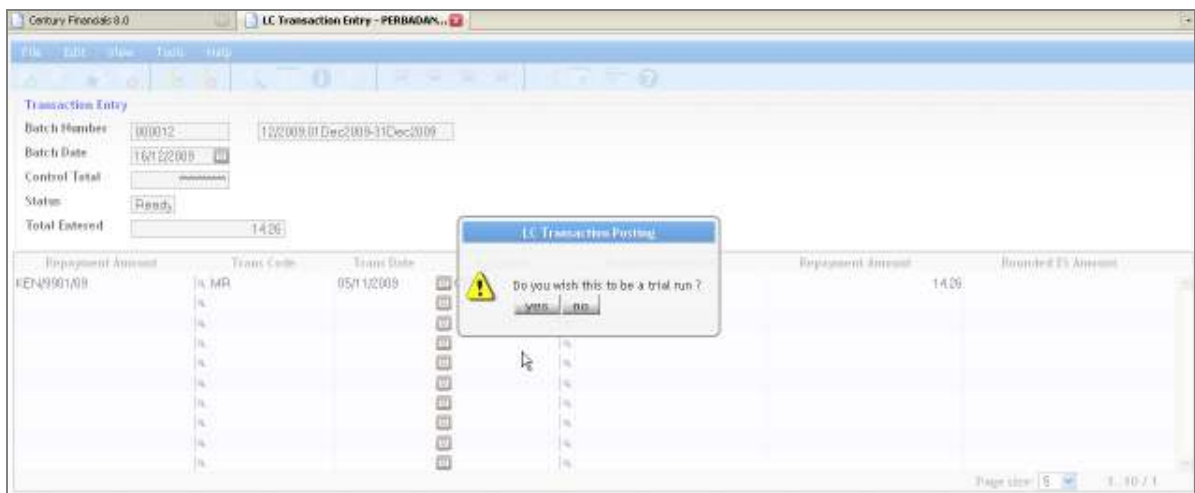 Century Financials 8.0
LC Transaction Entry - PERBADAN...
File Edit View Tools Help
Transaction Entry
Batch Number 000012 12/2009:01Dec2009-31Dec2009
Batch Date 16/12/2009
Control Total **********
Status Ready
Total Entered 14.26
LC Transaction Posting
Repayment Amount Trans Code Trans Date Repayment Amount Rounded Amount
KEN/9901/09 MR 05/11/2009 14.26
Do you wish this to be a trial run ?
yes no
Page size: 5 1..10 / 1